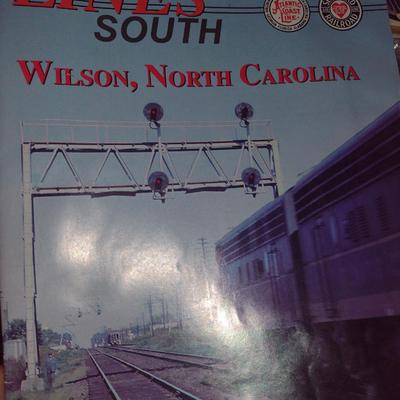 LINES
SOUTH
ATLANTIC
COAST
LINE
RAILROAD
WILSON, NORTH CAROLINA